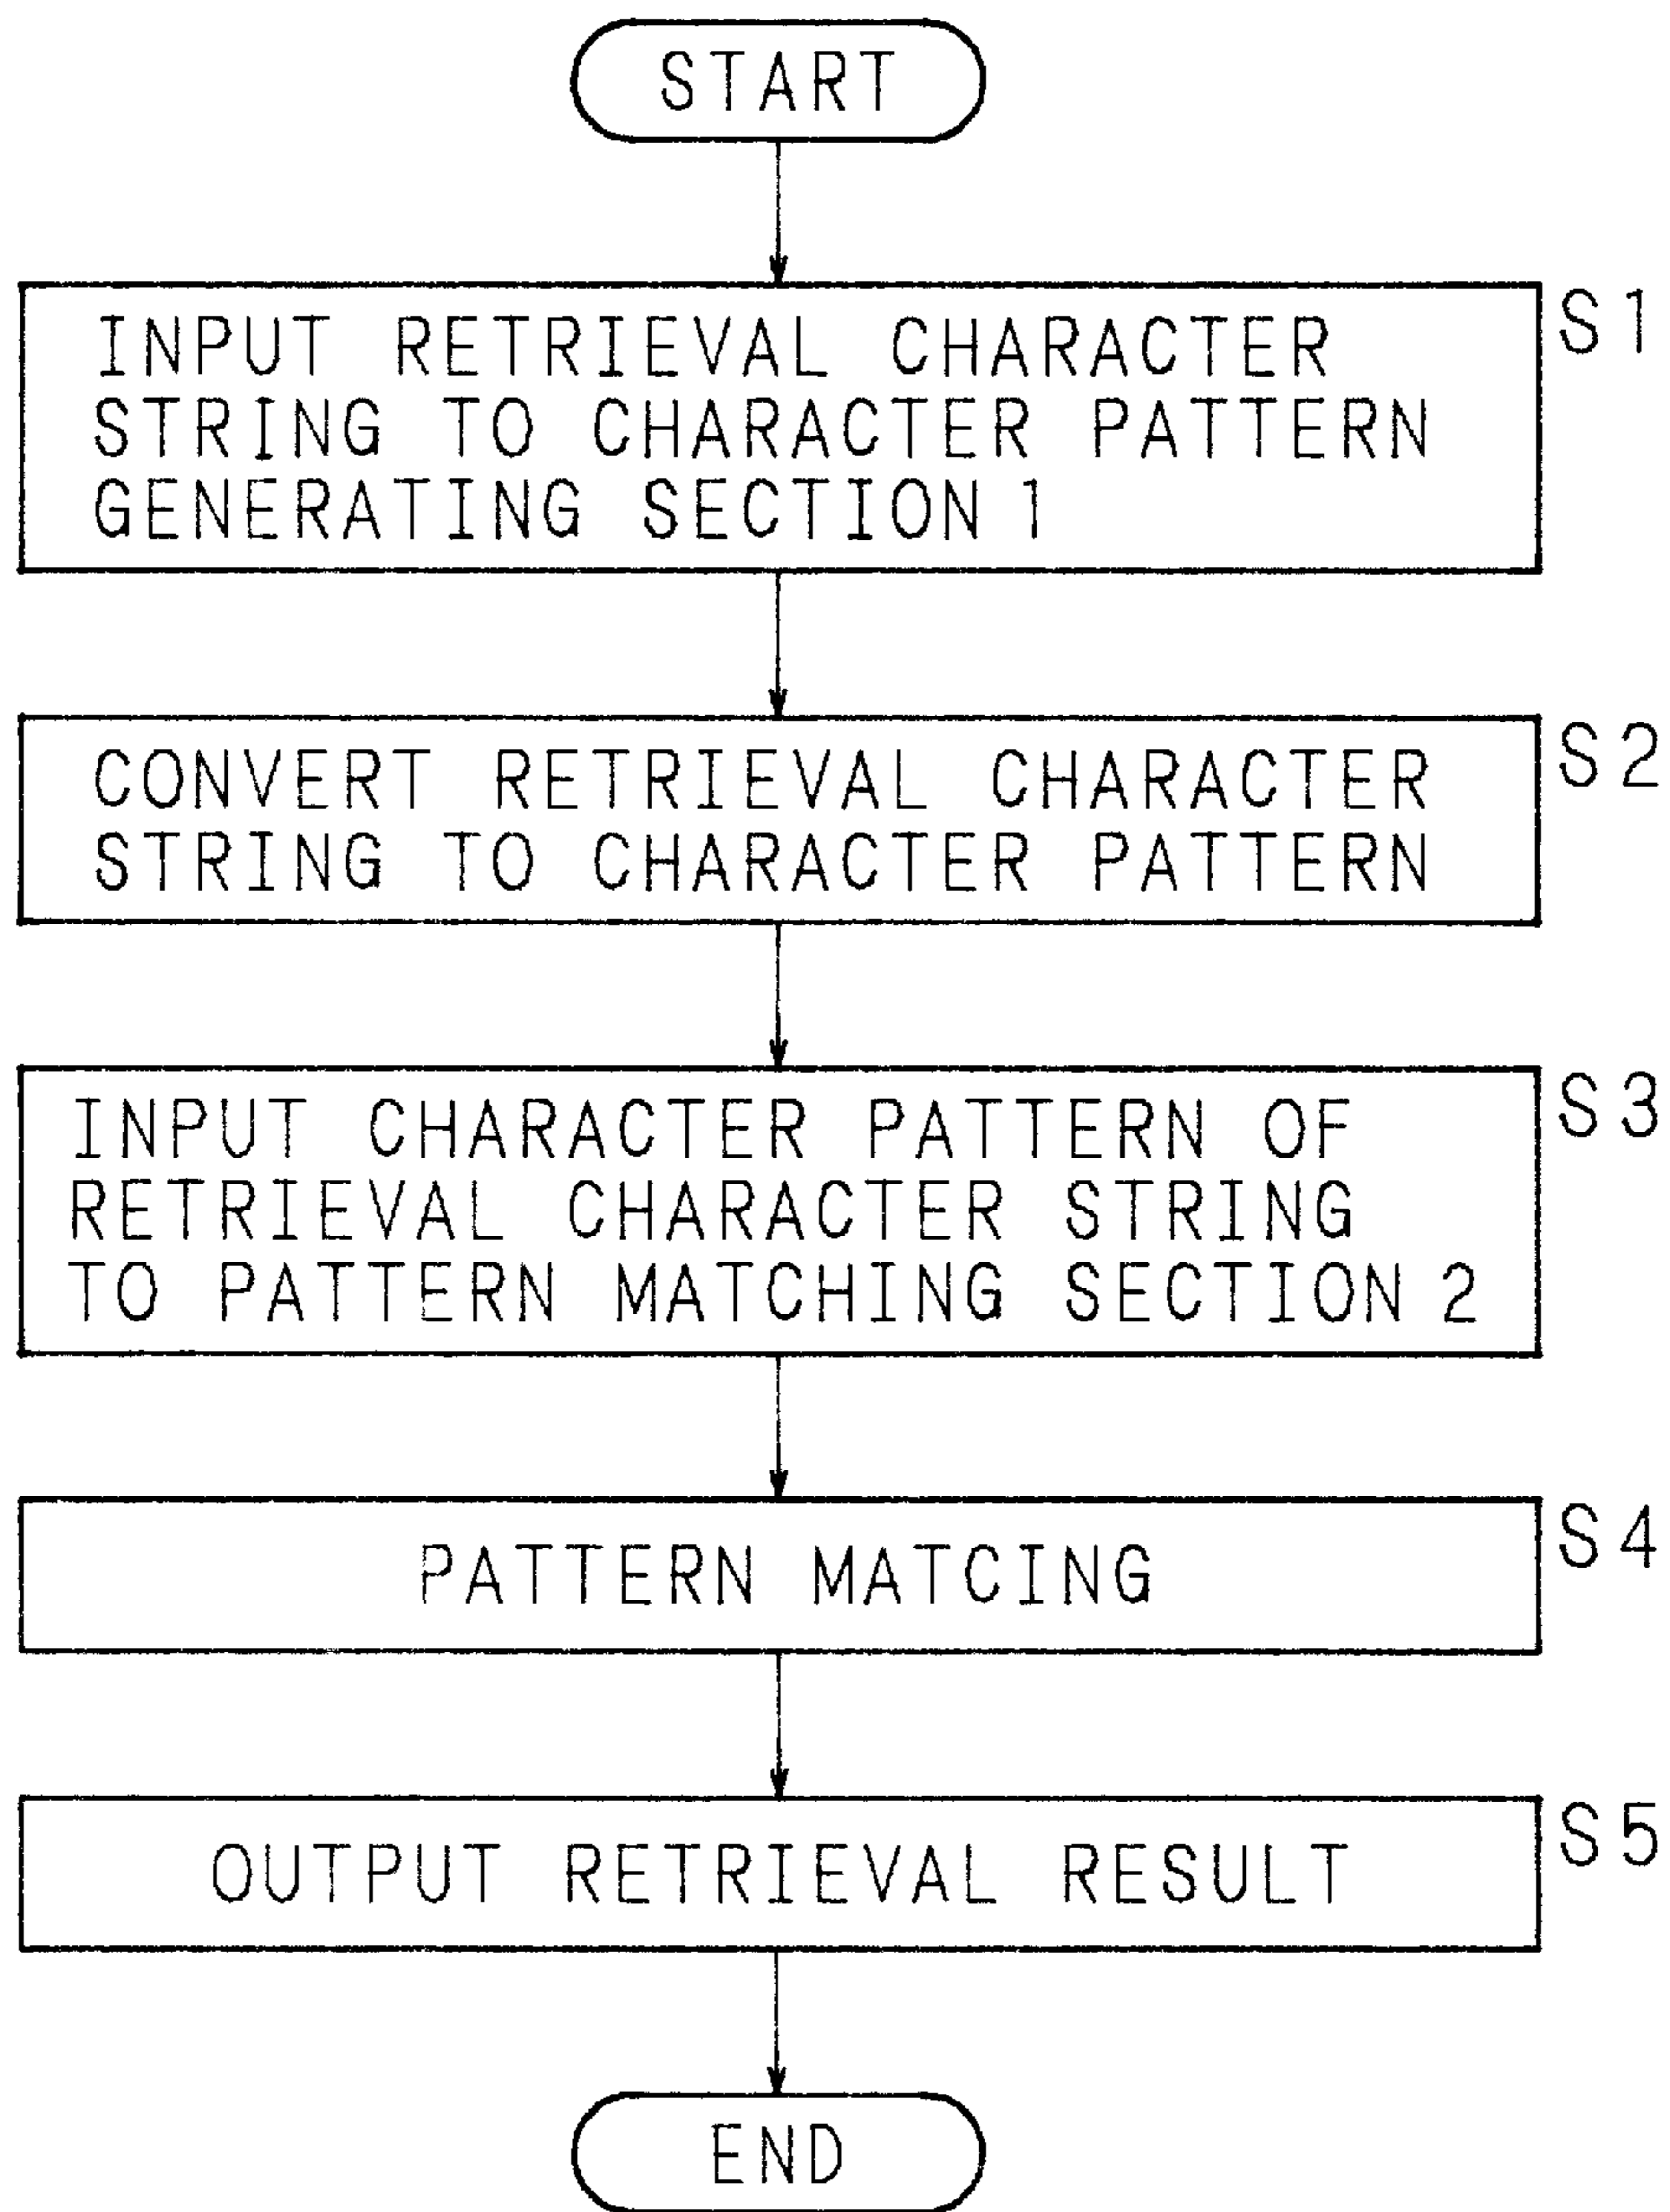 START
INPUT RETRIEVAL CHARACTER
STRING TO CHARACTER PATTERN
GENERATING SECTION 1
S1
CONVERT RETRIEVAL CHARACTER
STRING TO CHARACTER PATTERN
S2
INPUT CHARACTER PATTERN OF
RETRIEVAL CHARACTER STRING
TO PATTERN MATCHING SECTION 2
S3
PATTERN MATCING
S4
OUTPUT RETRIEVAL RESULT
S5
END